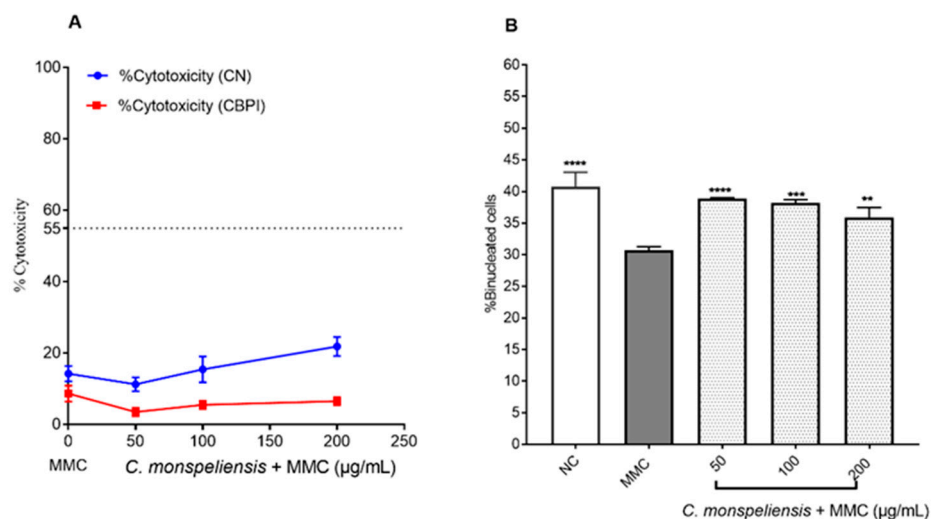 A
100
80
60
55
40
20
0
% Cytotoxicity
%Cytotoxicity (CN)
%Cytotoxicity (CBPI)
0 50 100 150 200 250
MMC C. monspeliensis + MMC (µg/mL)
B
60
55
50
45
40
35
30
25
20
15
10
5
0
%Binucleated cells
**** **** *** **
NC MMC 50 100 200
C. monspeliensis + MMC (µg/mL)